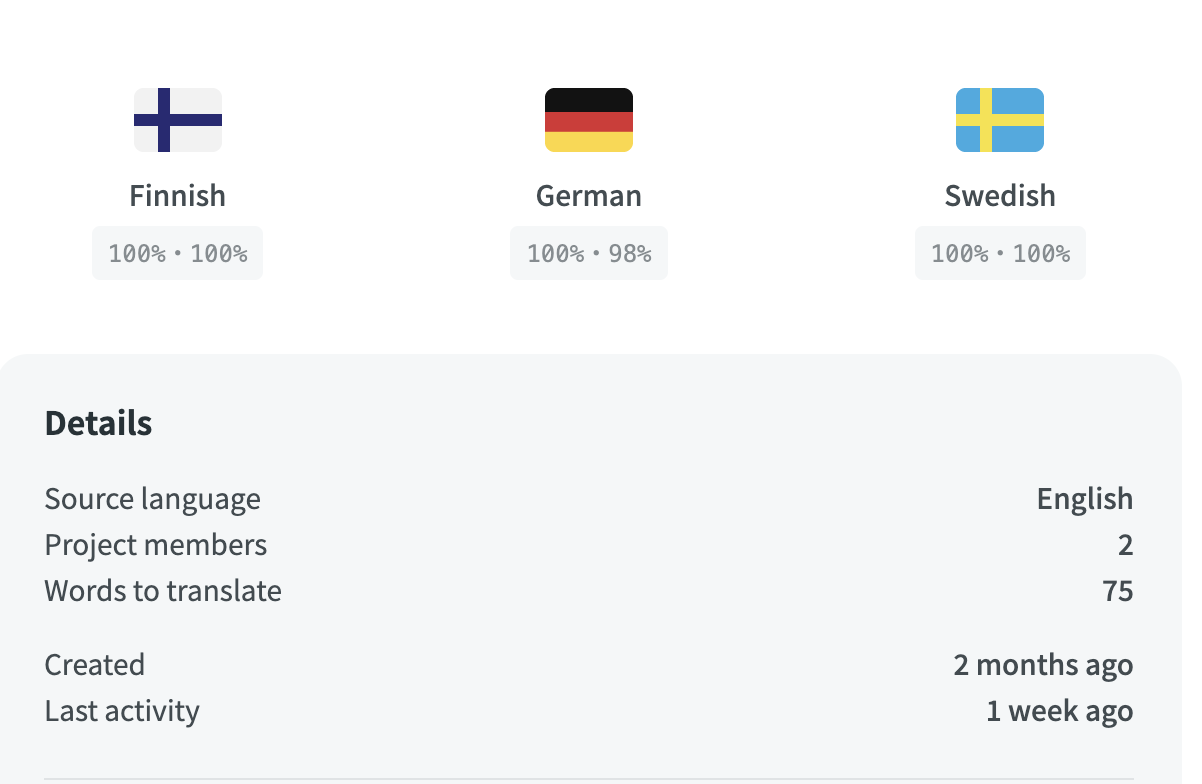 Finnish German Swedish
100% • 100% 100% • 98% 100% • 100%
Details
Source language English
Project members 2
Words to translate 75
Created 2 months ago
Last activity 1 week ago